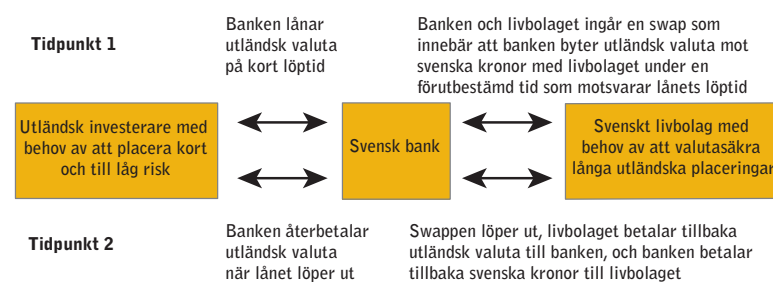 Tidpunkt 1
Banken lånar
utländsk valuta
på kort löptid
Banken och livbolaget ingår en swap som
innebär att banken byter utländsk valuta mot
svenska kronor med livbolaget under en
förutbestämd tid som motsvarar lånets löptid
Utländsk investerare med
behov av att placera kort
och till låg risk
Svensk bank
Svenskt livbolag med
behov av att valutasäkra
långa utländska placeringar
Tidpunkt 2
Banken återbetalar
utländsk valuta
när lånet löper ut
Swappen löper ut, livbolaget betalar tillbaka
utländsk valuta till banken, och banken betalar
tillbaka svenska kronor till livbolaget